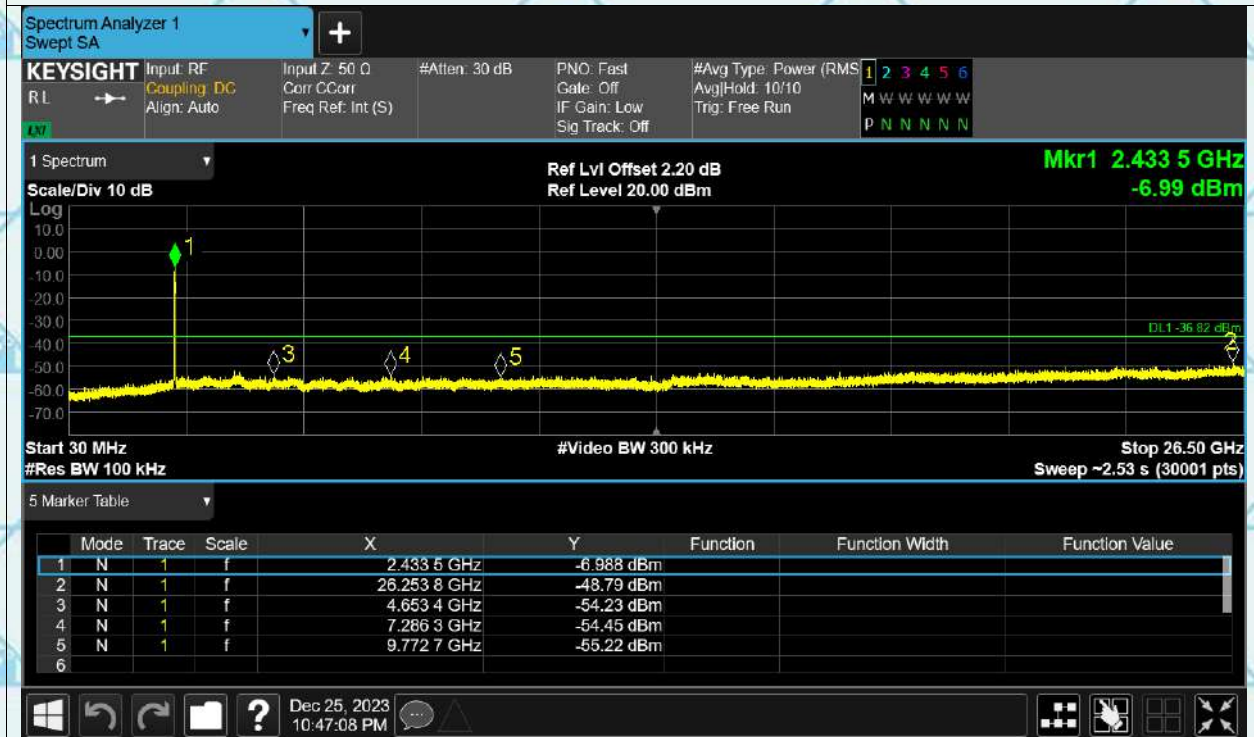 Spectrum Analyzer 1
Swept SA
KEYSIGHT
RL
LXI
Input: RF
Coupling: DC
Align: Auto
Input Z: 50 Ω
Corr CCorr
Freq Ref: Int (S)
#Atten: 30 dB
PNO: Fast
Gate: Off
IF Gain: Low
Sig Track: Off
#Avg Type: Power (RMS
Avg|Hold: 10/10
Trig: Free Run
1 2 3 4 5 6
M W W W W W
P N N N N N
1 Spectrum
Scale/Div 10 dB
Ref Lvl Offset 2.20 dB
Ref Level 20.00 dBm
Mkr1 2.433 5 GHz
-6.99 dBm
Log
10.0
0.00
-10.0
-20.0
-30.0
-40.0
-50.0
-60.0
-70.0
1
3
4
5
2
DL1 -36.82 dBm
Start 30 MHz
#Res BW 100 kHz
#Video BW 300 kHz
Stop 26.50 GHz
Sweep ~2.53 s (30001 pts)
5 Marker Table
Mode Trace Scale X Y Function Function Width Function Value
1 N 1 f 2.433 5 GHz -6.988 dBm
2 N 1 f 26.253 8 GHz -48.79 dBm
3 N 1 f 4.653 4 GHz -54.23 dBm
4 N 1 f 7.286 3 GHz -54.45 dBm
5 N 1 f 9.772 7 GHz -55.22 dBm
6
?
Dec 25, 2023
10:47:08 PM